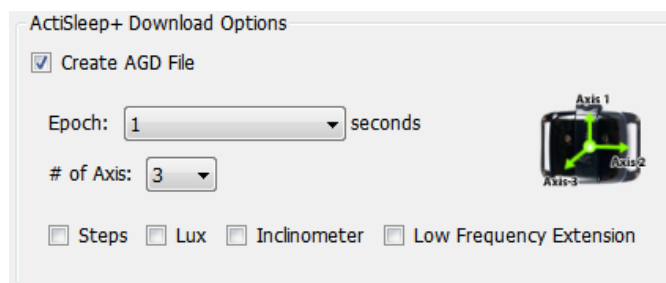 ActiSleep+ Download Options
Create AGD File
Axis 1
Epoch: 1 seconds
Axis 2
# of Axis: 3
Axis 3
Steps Lux Inclinometer Low Frequency Extension